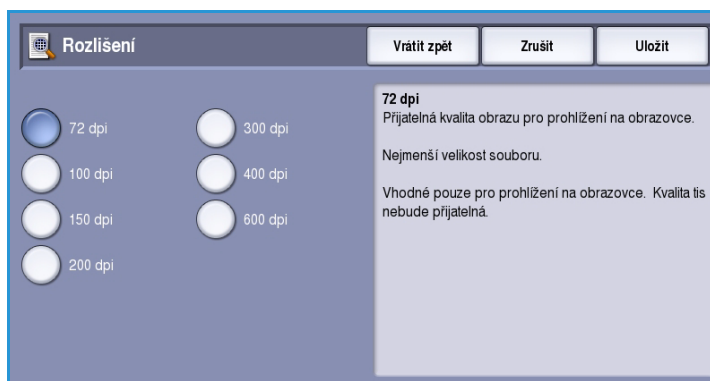 Rozlišení
Vrátit zpět
Zrušit
Uložit
72 dpi
300 dpi
100 dpi
400 dpi
150 dpi
600 dpi
200 dpi
72 dpi
Přijatelná kvalita obrazu pro prohlížení na obrazovce.
Nejmenší velikost souboru.
Vhodné pouze pro prohlížení na obrazovce. Kvalita tis
nebude přijatelná.